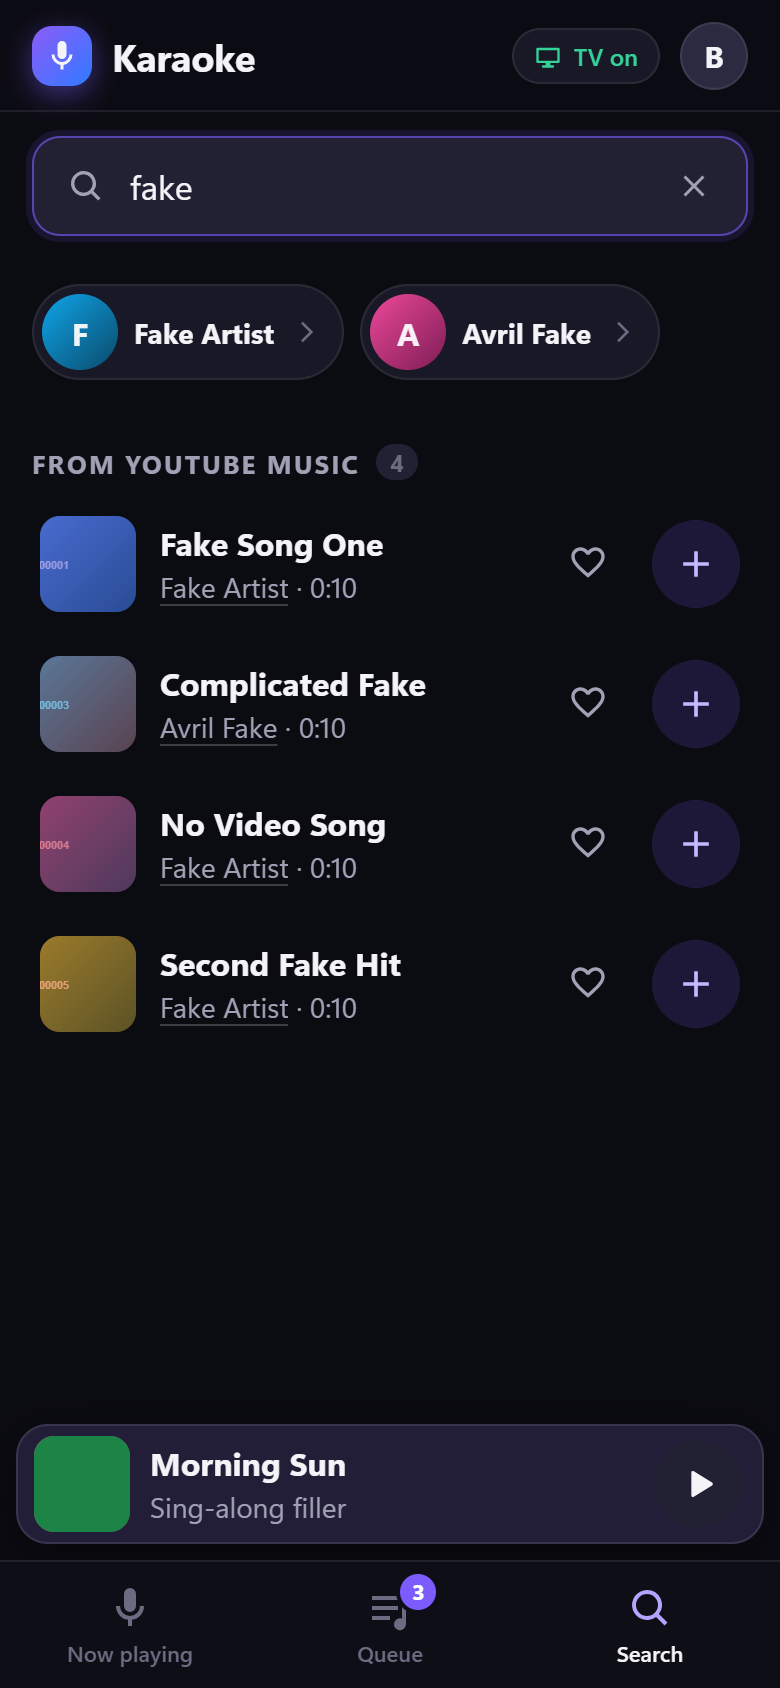 Karaoke
TV on
B
fake
F
Fake Artist
A
Avril Fake
FROM YOUTUBE MUSIC 4
00001
Fake Song One
Fake Artist · 0:10
00003
Complicated Fake
Avril Fake · 0:10
00004
No Video Song
Fake Artist · 0:10
00005
Second Fake Hit
Fake Artist · 0:10
Morning Sun
Sing-along filler
3
Now playing
Queue
Search